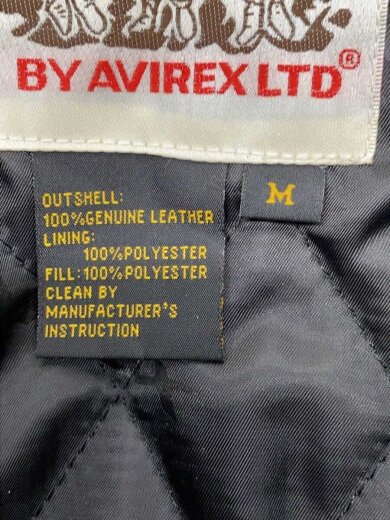 BY AVIREX LTD®
M
OUTSHELL:
100%GENUINE LEATHER
LINING:
100%POLYESTER
FILL:100%POLYESTER
CLEAN BY
MANUFACTURER'S
INSTRUCTION